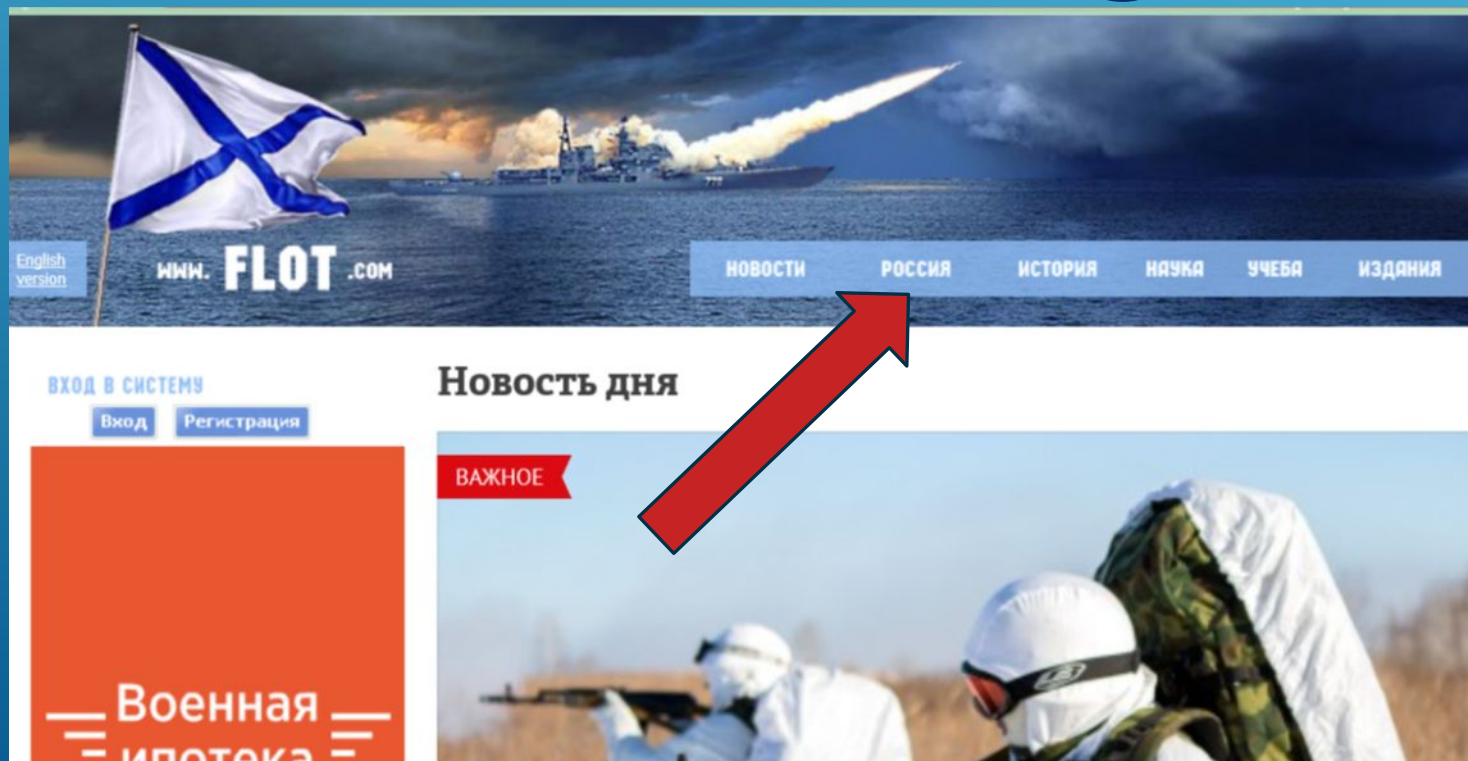 English
version
www. FLOT .COM
НОВОСТИ РОССИЯ ИСТОРИЯ НАУКА УЧЕБА ИЗДАНИЯ
ВХОД В СИСТЕМУ
Вход Регистрация
Новость дня
ВАЖНОЕ
Военная
ипотека